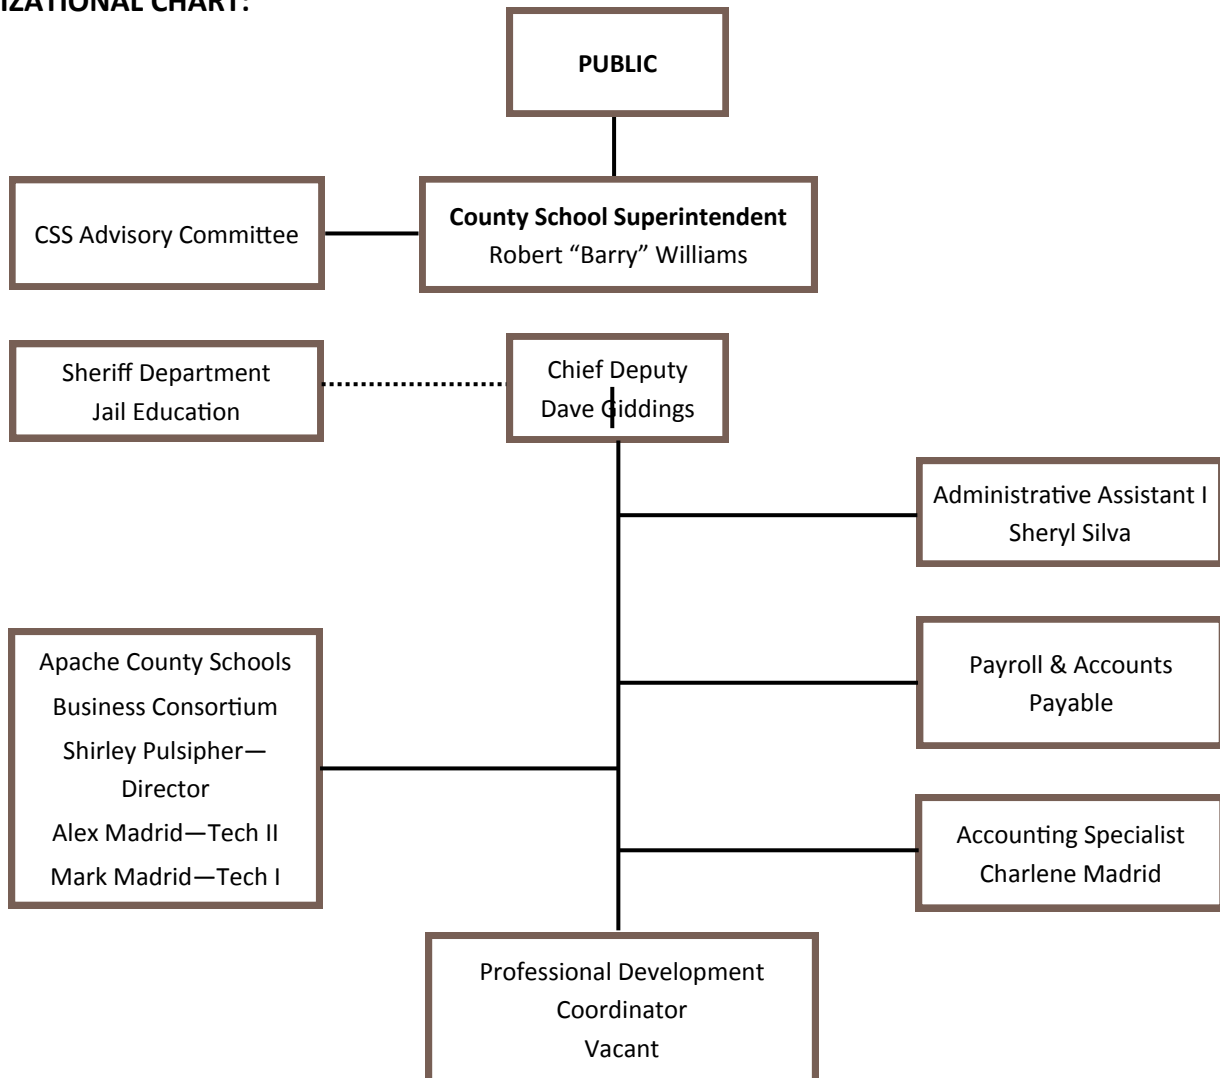 IZATIONAL CHART:
PUBLIC
CSS Advisory Committee
County School Superintendent
Robert “Barry” Williams
Sheriff Department
Jail Education
Chief Deputy
Dave Giddings
Administrative Assistant I
Sheryl Silva
Apache County Schools
Business Consortium
Shirley Pulsipher—
Director
Alex Madrid—Tech II
Mark Madrid—Tech I
Payroll & Accounts
Payable
Accounting Specialist
Charlene Madrid
Professional Development
Coordinator
Vacant